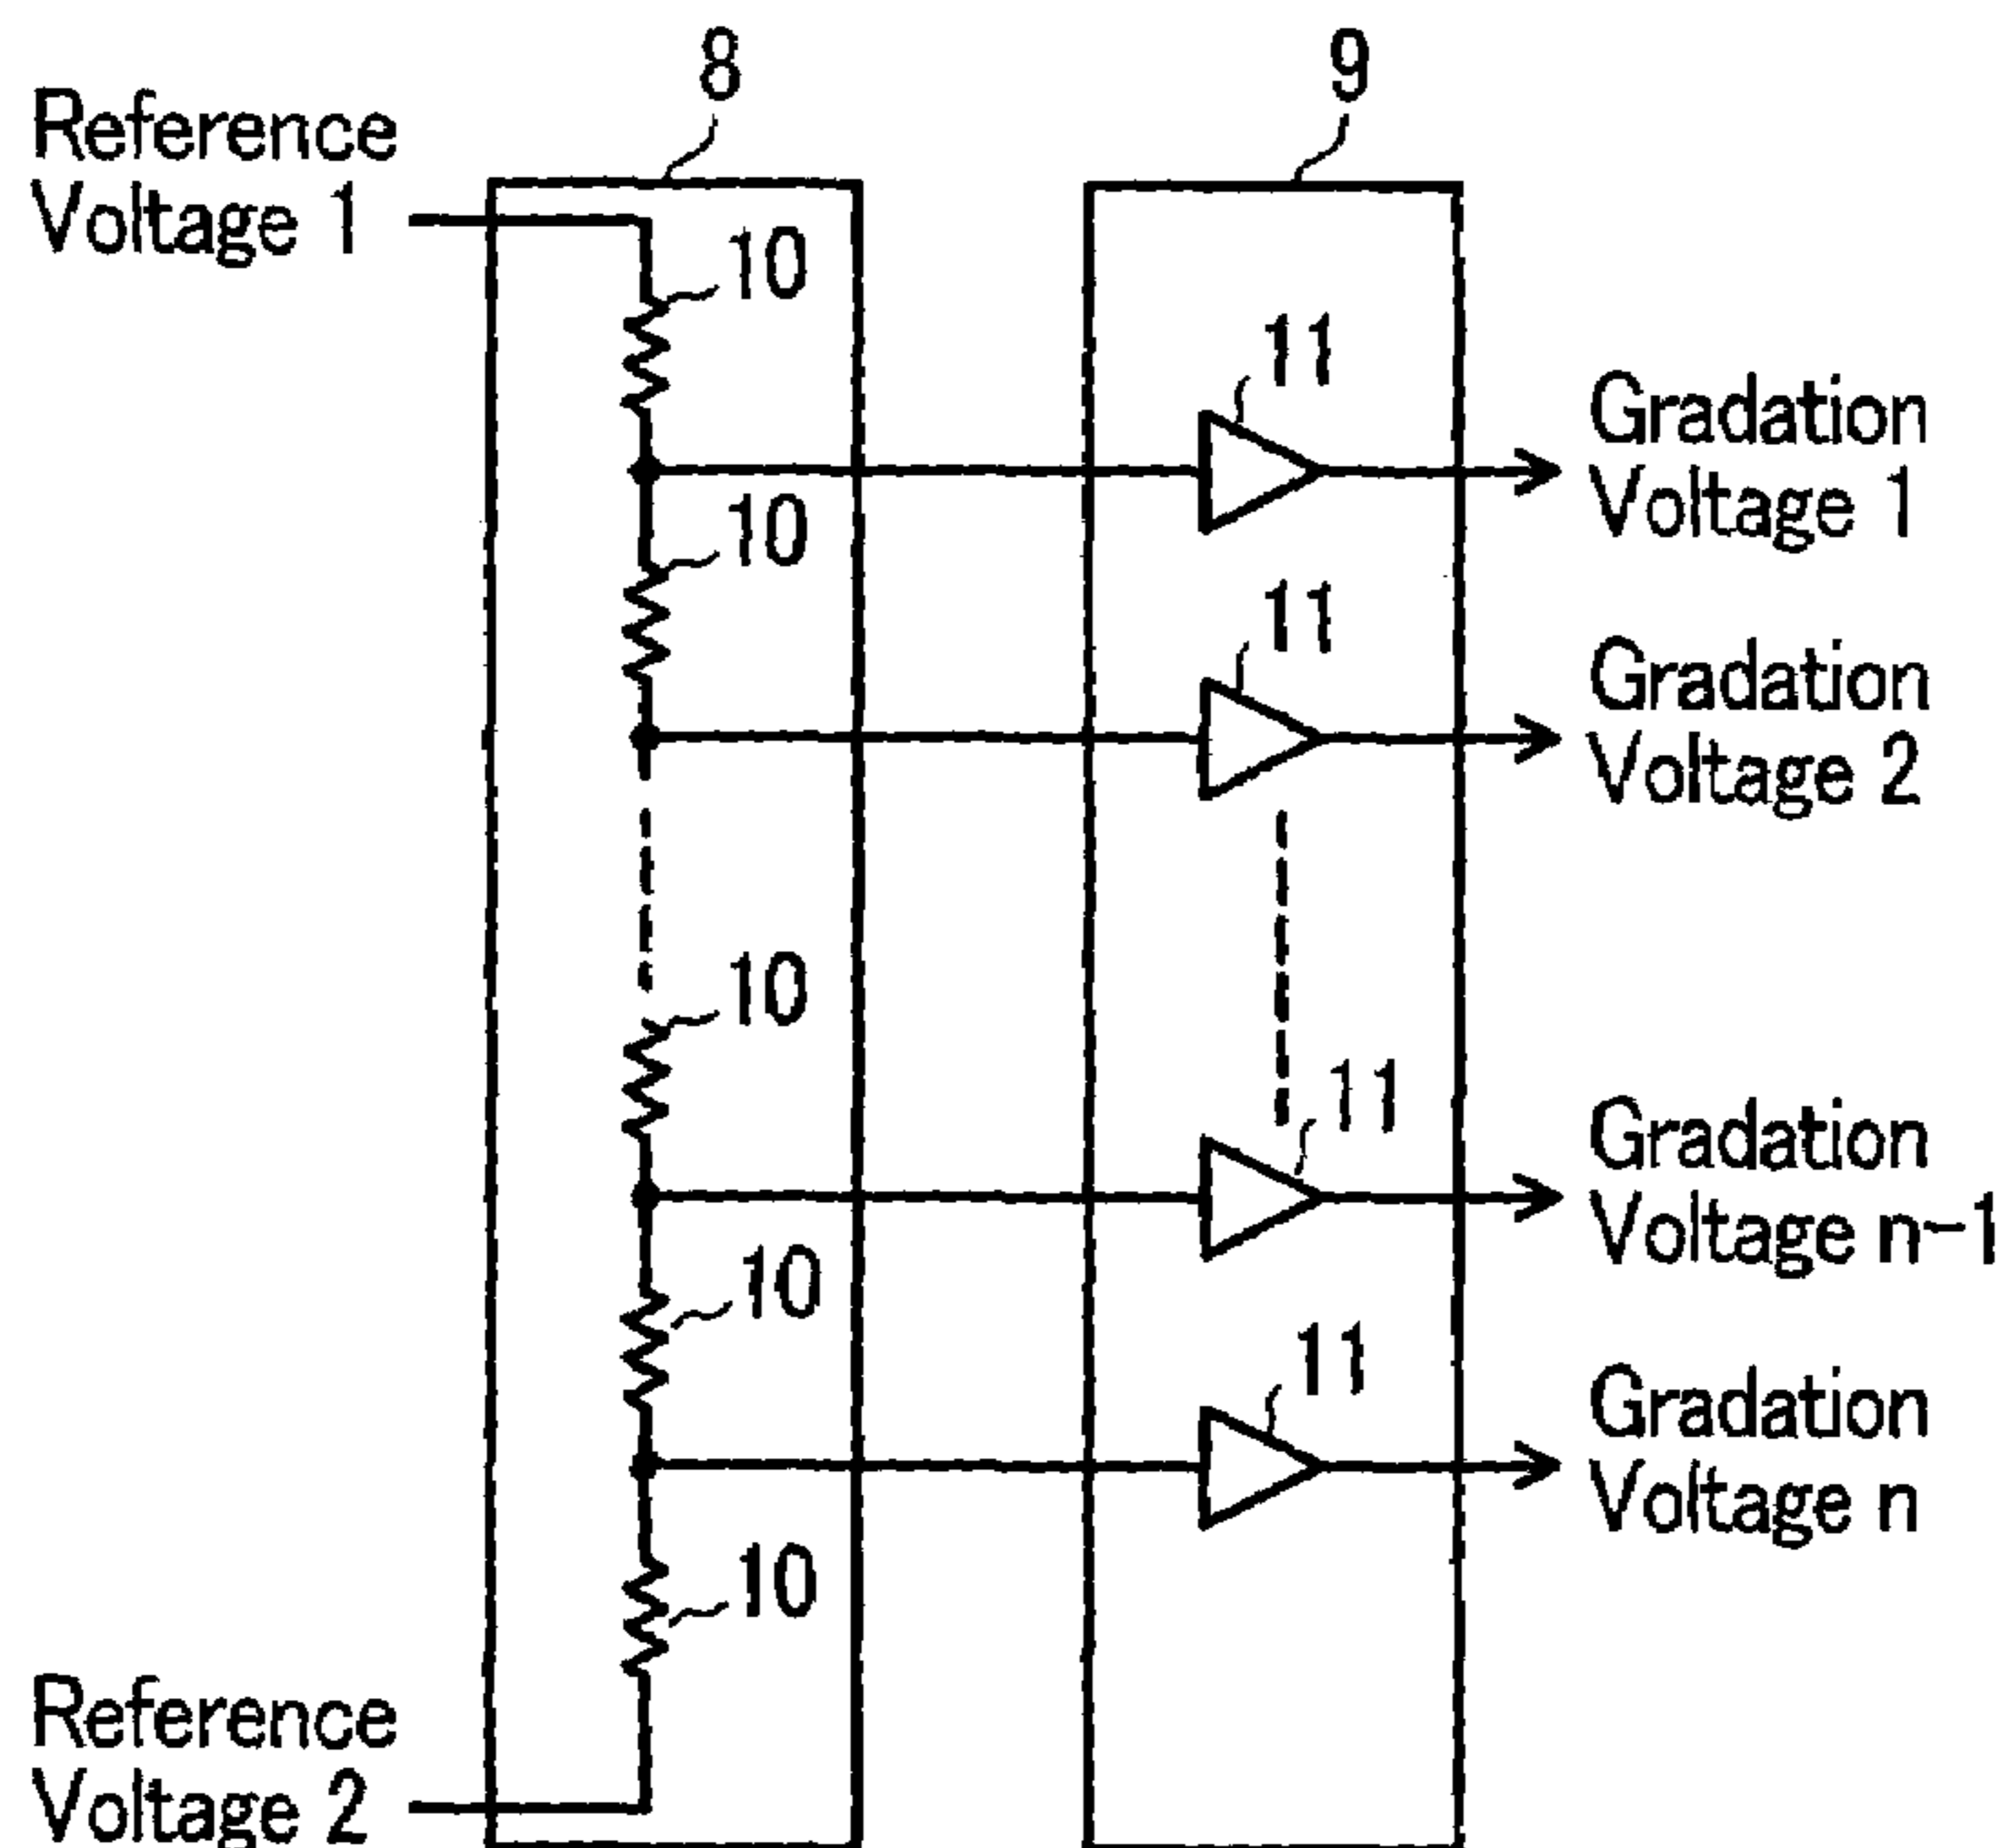 8
9
Reference
Voltage 1
10
11
Gradation
Voltage 1
10
11
Gradation
Voltage 2
10
11
Gradation
Voltage n-1
10
11
Gradation
Voltage n
10
Reference
Voltage 2